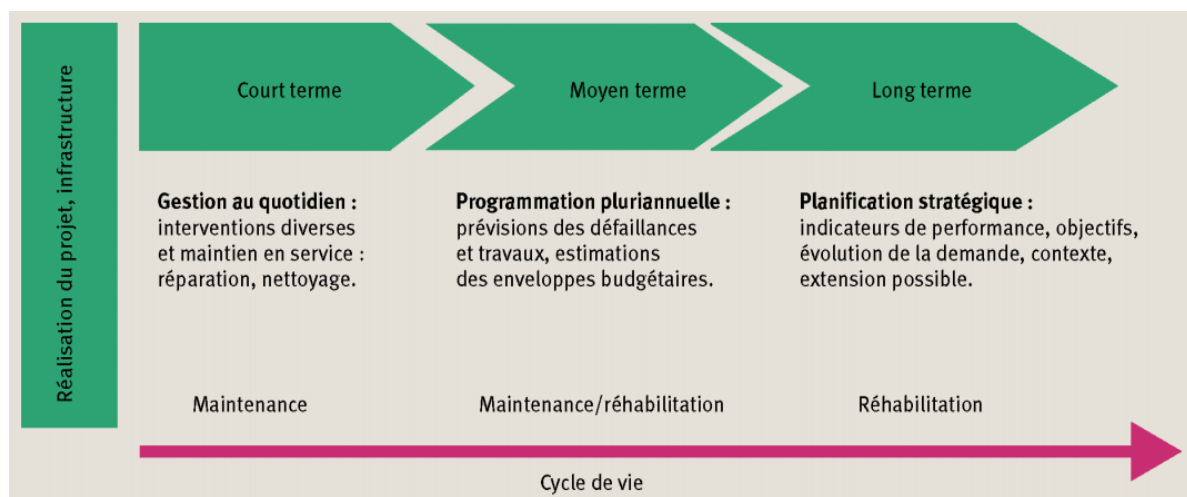 Réalisation du projet, infrastructure
Court terme
Moyen terme
Long terme
Gestion au quotidien :
interventions diverses
et maintien en service :
réparation, nettoyage.
Programmation pluriannuelle :
prévisions des défaillances
et travaux, estimations
des enveloppes budgétaires.
Planification stratégique :
indicateurs de performance, objectifs,
évolution de la demande, contexte,
extension possible.
Maintenance
Maintenance/réhabilitation
Réhabilitation
Cycle de vie